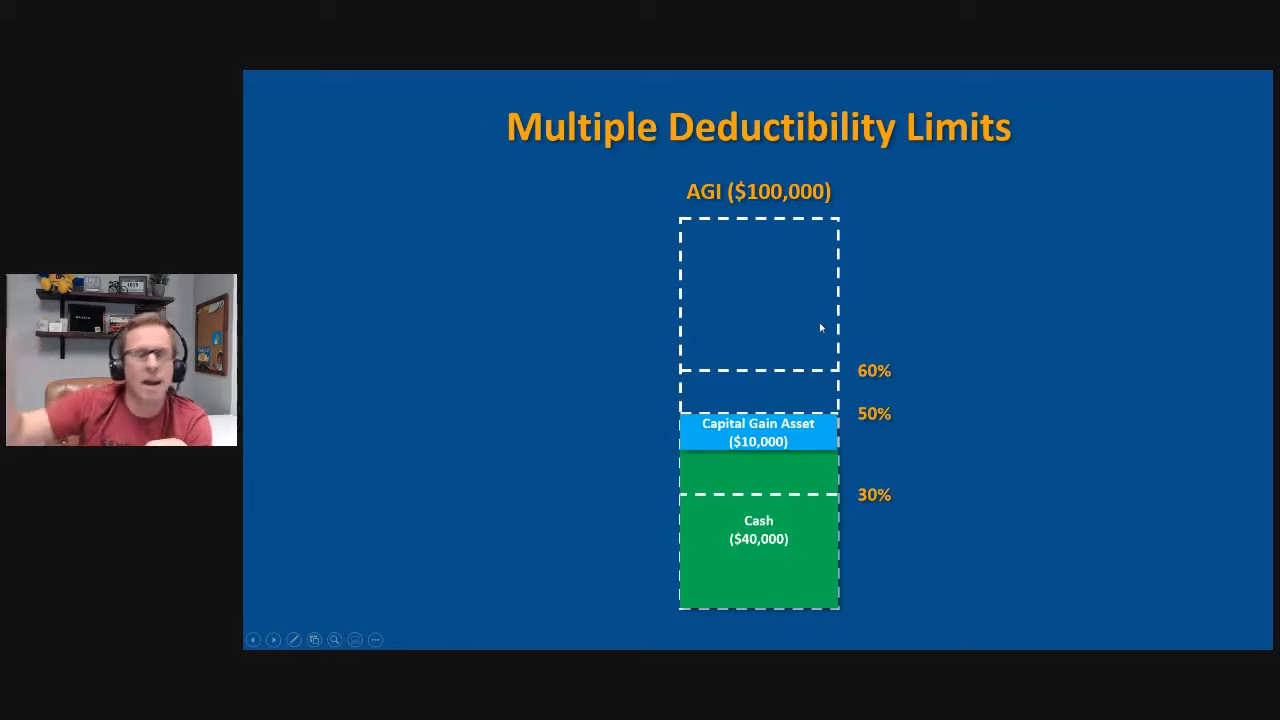 Multiple Deductibility Limits
AGI ($100,000)
60%
50%
Capital Gain Asset
($10,000)
30%
Cash
($40,000)